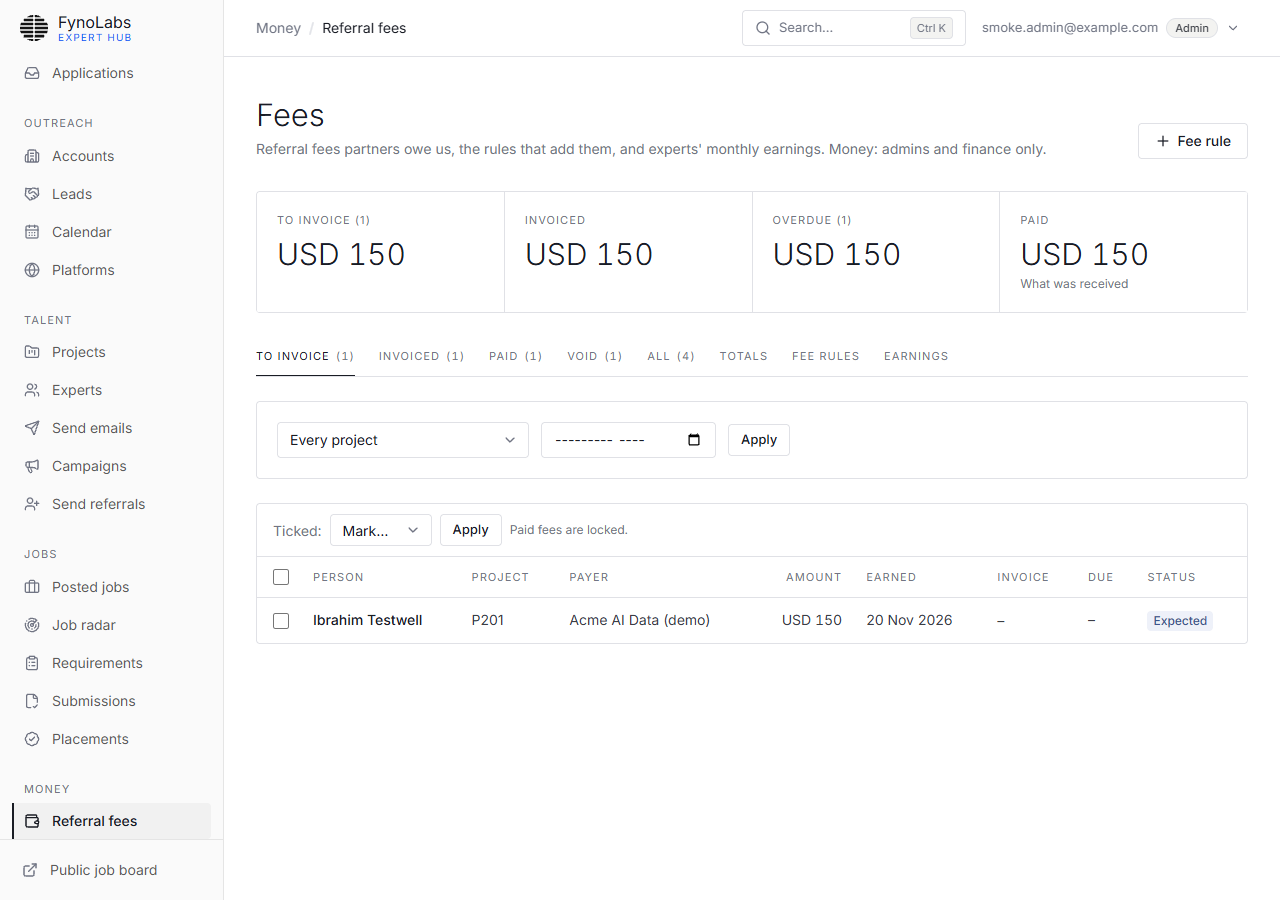 FynoLabs
EXPERT HUB
Applications
OUTREACH
Accounts
Leads
Calendar
Platforms
TALENT
Projects
Experts
Send emails
Campaigns
Send referrals
JOBS
Posted jobs
Job radar
Requirements
Submissions
Placements
MONEY
Referral fees
Public job board
Money / Referral fees
Search... Ctrl K
smoke.admin@example.com Admin
Fees
Referral fees partners owe us, the rules that add them, and experts' monthly earnings. Money: admins and finance only.
+ Fee rule
TO INVOICE (1)
USD 150
INVOICED
USD 150
OVERDUE (1)
USD 150
PAID
USD 150
What was received
TO INVOICE (1) INVOICED (1) PAID (1) VOID (1) ALL (4) TOTALS FEE RULES EARNINGS
Every project --------- ---- Apply
Ticked: Mark... Apply Paid fees are locked.
PERSON PROJECT PAYER AMOUNT EARNED INVOICE DUE STATUS
Ibrahim Testwell P201 Acme AI Data (demo) USD 150 20 Nov 2026 – – Expected